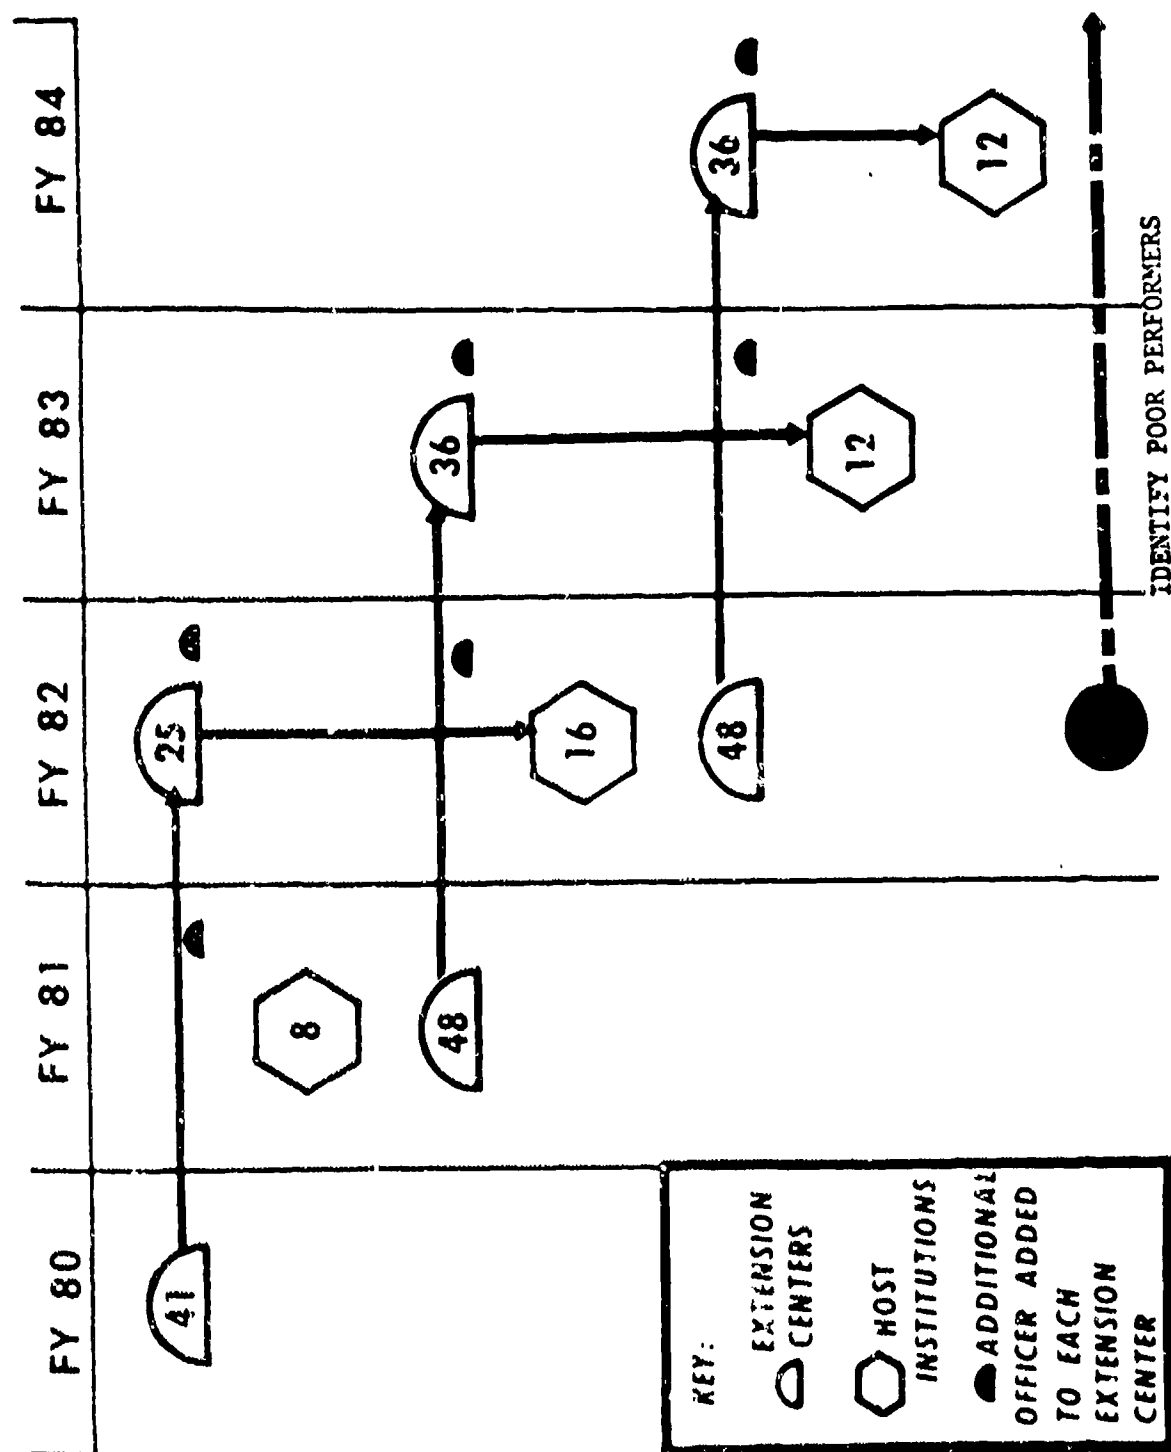 FY 80 FY 81 FY 82 FY 83 FY 84
41 25
8
48 36
16
48 36
12
12
KEY:
EXTENSION
CENTERS
HOST
INSTITUTIONS
ADDITIONAL
OFFICER ADDED
TO EACH
EXTENSION
CENTER
IDENTIFY POOR PERFORMERS